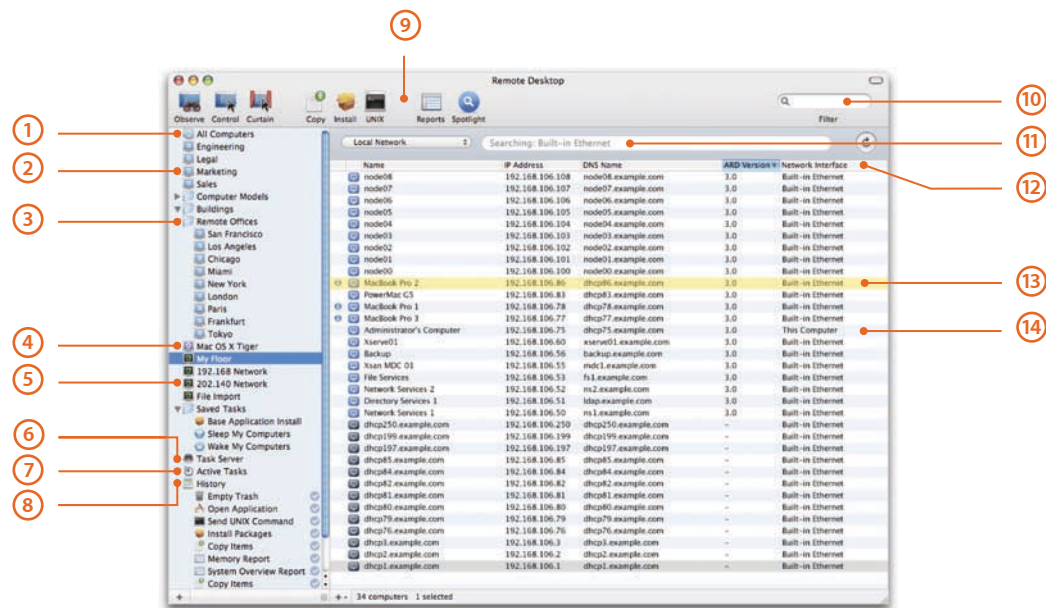 9
Remote Desktop
Observe Control Curtain Copy Install UNIX Reports Spotlight
Filter
10
1
2
3
4
5
6
7
8
11
12
13
14
All Computers
Engineering
Legal
Marketing
Sales
Computer Models
Buildings
Remote Offices
San Francisco
Los Angeles
Chicago
Miami
New York
London
Paris
Frankfurt
Tokyo
Mac OS X Tiger
My Floor
192.168 Network
202.140 Network
File Import
Saved Tasks
Base Application Install
Sleep My Computers
Wake My Computers
Task Server
Active Tasks
History
Empty Trash
Open Application
Send UNIX Command
Install Packages
Copy Items
Memory Report
System Overview Report
Copy Items
Local Network Searching: Built-in Ethernet
Name IP Address DNS Name ARD Version Network Interface
node08 192.168.106.108 node08.example.com 3.0 Built-in Ethernet
node07 192.168.106.107 node07.example.com 3.0 Built-in Ethernet
node06 192.168.106.106 node06.example.com 3.0 Built-in Ethernet
node05 192.168.106.105 node05.example.com 3.0 Built-in Ethernet
node04 192.168.106.104 node04.example.com 3.0 Built-in Ethernet
node03 192.168.106.103 node03.example.com 3.0 Built-in Ethernet
node02 192.168.106.102 node02.example.com 3.0 Built-in Ethernet
node01 192.168.106.101 node01.example.com 3.0 Built-in Ethernet
node00 192.168.106.100 node00.example.com 3.0 Built-in Ethernet
MacBook Pro 2 192.168.106.86 dhcp86.example.com 3.0 Built-in Ethernet
PowerMac G5 192.168.106.83 dhcp83.example.com 3.0 Built-in Ethernet
MacBook Pro 1 192.168.106.78 dhcp78.example.com 3.0 Built-in Ethernet
MacBook Pro 3 192.168.106.77 dhcp77.example.com 3.0 Built-in Ethernet
Administrator's Computer 192.168.106.75 dhcp75.example.com 3.0 This Computer
Xserve01 192.168.106.60 xserve01.example.com 3.0 Built-in Ethernet
Backup 192.168.106.56 backup.example.com 3.0 Built-in Ethernet
Xsan MDC 01 192.168.106.55 mdc1.example.com 3.0 Built-in Ethernet
File Services 192.168.106.53 fs1.example.com 3.0 Built-in Ethernet
Network Services 2 192.168.106.52 ns2.example.com 3.0 Built-in Ethernet
Directory Services 1 192.168.106.51 ldap.example.com 3.0 Built-in Ethernet
Network Services 1 192.168.106.50 ns1.example.com 3.0 Built-in Ethernet
dhcp250.example.com 192.168.106.250 dhcp250.example.com - Built-in Ethernet
dhcp199.example.com 192.168.106.199 dhcp199.example.com - Built-in Ethernet
dhcp197.example.com 192.168.106.197 dhcp197.example.com - Built-in Ethernet
dhcp85.example.com 192.168.106.85 dhcp85.example.com - Built-in Ethernet
dhcp84.example.com 192.168.106.84 dhcp84.example.com - Built-in Ethernet
dhcp82.example.com 192.168.106.82 dhcp82.example.com - Built-in Ethernet
dhcp81.example.com 192.168.106.81 dhcp81.example.com - Built-in Ethernet
dhcp80.example.com 192.168.106.80 dhcp80.example.com - Built-in Ethernet
dhcp79.example.com 192.168.106.79 dhcp79.example.com - Built-in Ethernet
dhcp76.example.com 192.168.106.76 dhcp76.example.com - Built-in Ethernet
dhcp3.example.com 192.168.106.3 dhcp3.example.com - Built-in Ethernet
dhcp2.example.com 192.168.106.2 dhcp2.example.com - Built-in Ethernet
dhcp1.example.com 192.168.106.1 dhcp1.example.com - Built-in Ethernet
34 computers 1 selected